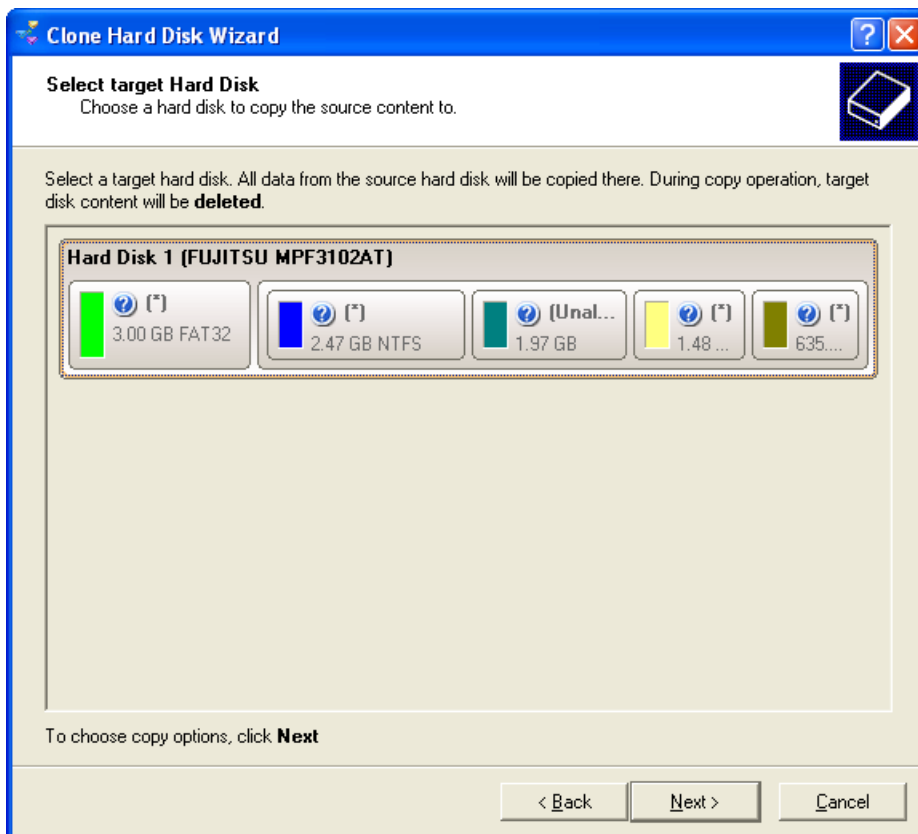 Clone Hard Disk Wizard
Select target Hard Disk
Choose a hard disk to copy the source content to.
Select a target hard disk. All data from the source hard disk will be copied there. During copy operation, target
disk content will be deleted.
Hard Disk 1 (FUJITSU MPF3102AT)
(*)
3.00 GB FAT32
(*)
2.47 GB NTFS
(Unal...
1.97 GB
(*)
1.48 ...
(*)
635....
To choose copy options, click Next
< Back
Next >
Cancel